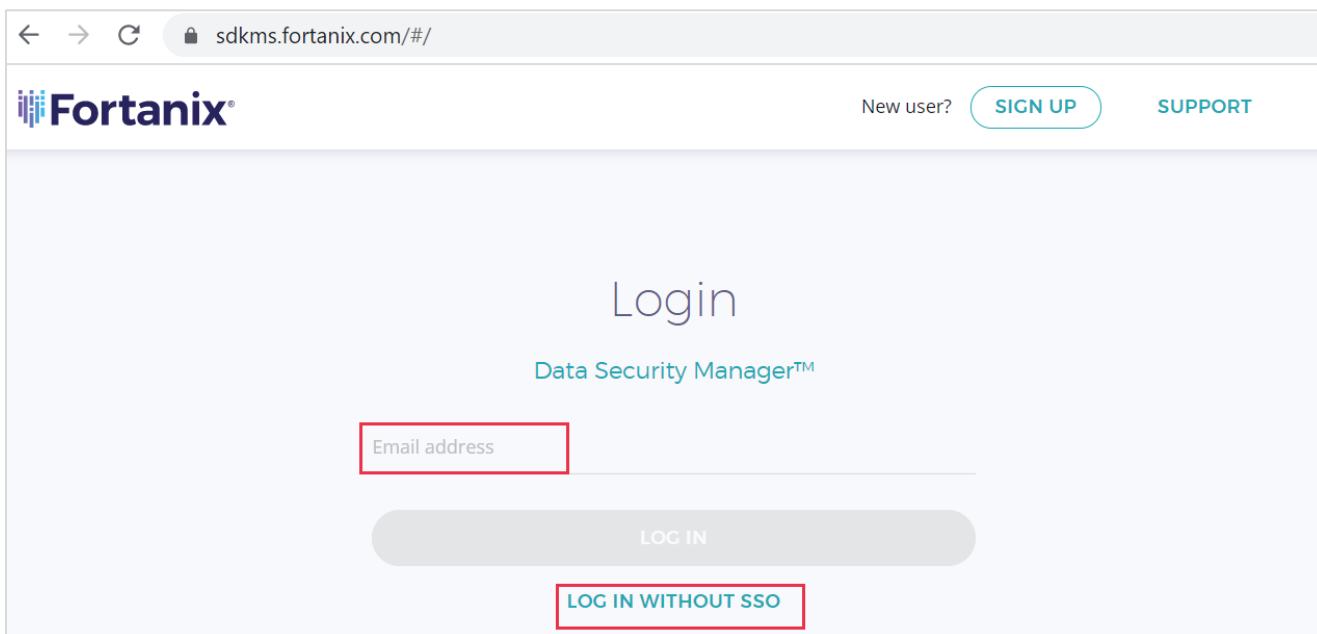 sdkms.fortanix.com/#/
Fortanix®
New user? SIGN UP SUPPORT
Login
Data Security Manager™
Email address
LOG IN
LOG IN WITHOUT SSO